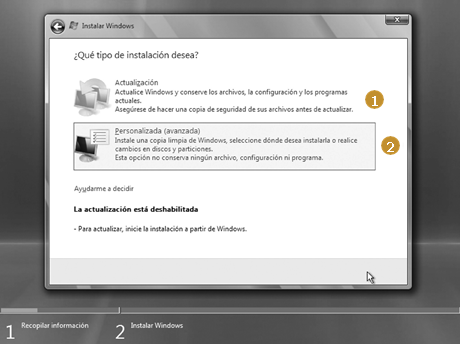 Instalar Windows
¿Qué tipo de instalación desea?
Actualización
Actualice Windows y conserve los archivos, la configuración y los programas
actuales.
Asegúrese de hacer una copia de seguridad de sus archivos antes de actualizar.
1
Personalizada (avanzada)
Instale una copia limpia de Windows, seleccione dónde desea instalarla o realice
cambios en discos y particiones.
Esta opción no conserva ningún archivo, configuración ni programa.
2
Ayudarme a decidir
La actualización está deshabilitada
- Para actualizar, inicie la instalación a partir de Windows.
1 Recopilar información
2 Instalar Windows